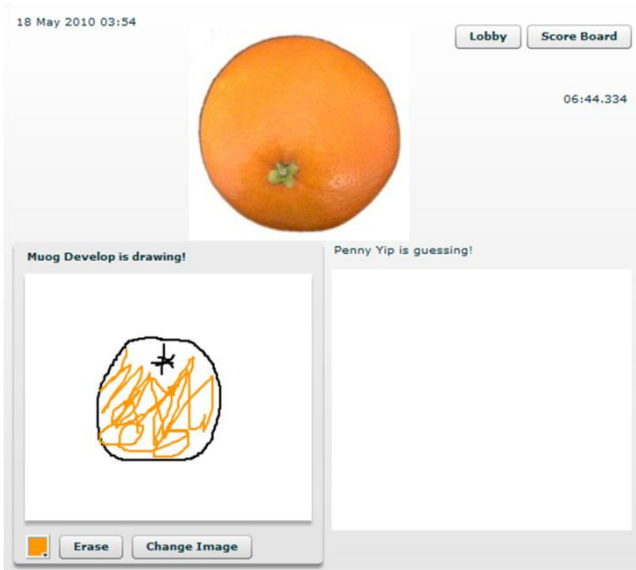 18 May 2010 03:54
Lobby
Score Board
06:44.334
Muog Develop is drawing!
Penny Yip is guessing!
Erase
Change Image